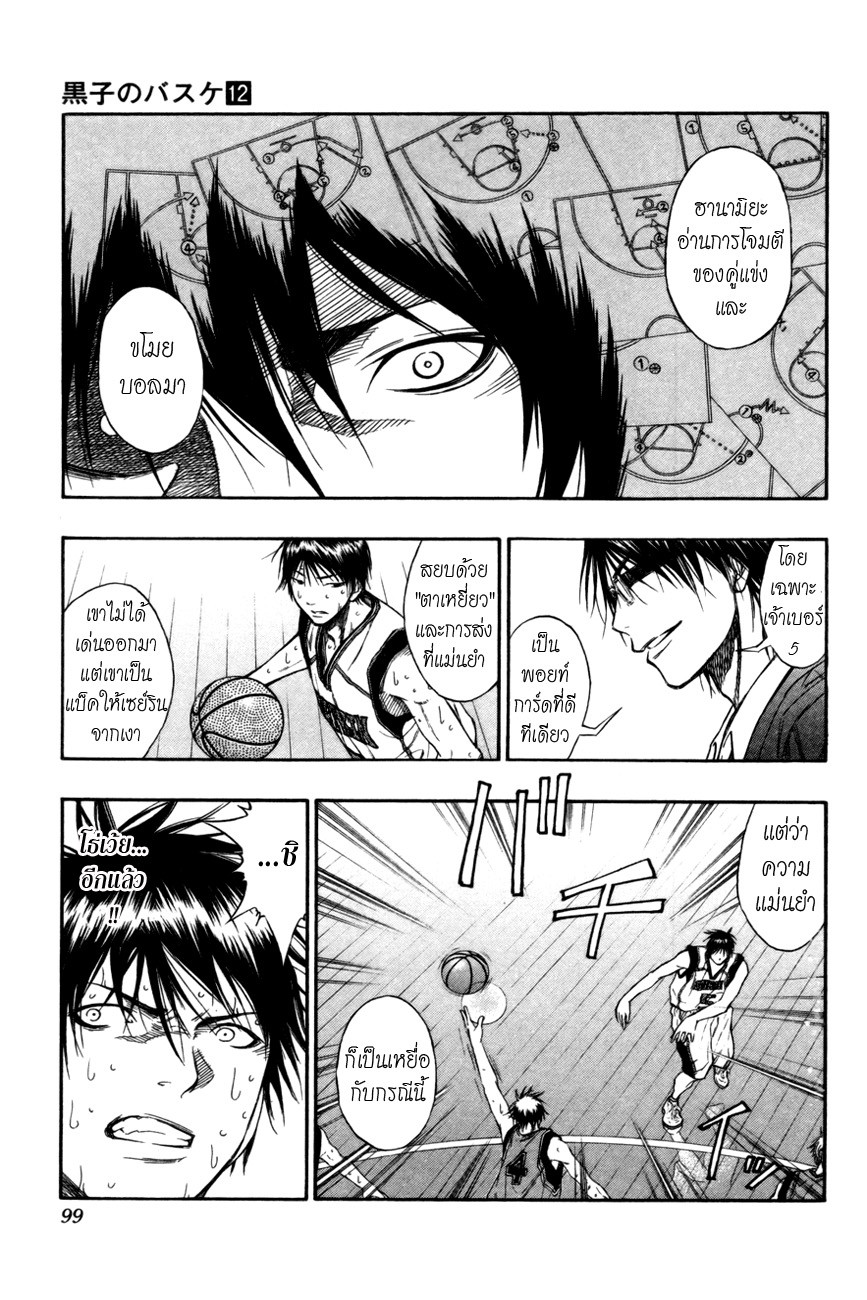 黒子のバスケ12
ฮานามิยะ
อ่านการโจมตี
ของคู่แข่ง
และ
ขโมย
บอลมา
โดย
เฉพาะ
เจ้าเบอร์
5
เป็น
พอยท์
การ์ดที่ดี
ทีเดียว
สยบด้วย
"ตาเหยี่ยว"
และการส่ง
ที่แม่นยำ
เขาไม่ได้
เด่นออกมา
แต่เขาเป็น
แบ็คให้เซย์ริน
จากเงา
แต่ว่า
ความ
แม่นยำ
ก็เป็นเหยื่อ
กับกรณีนี้
チ
4
...ชิ
โธ่เว้ย...
อีกแล้ว
!!
99